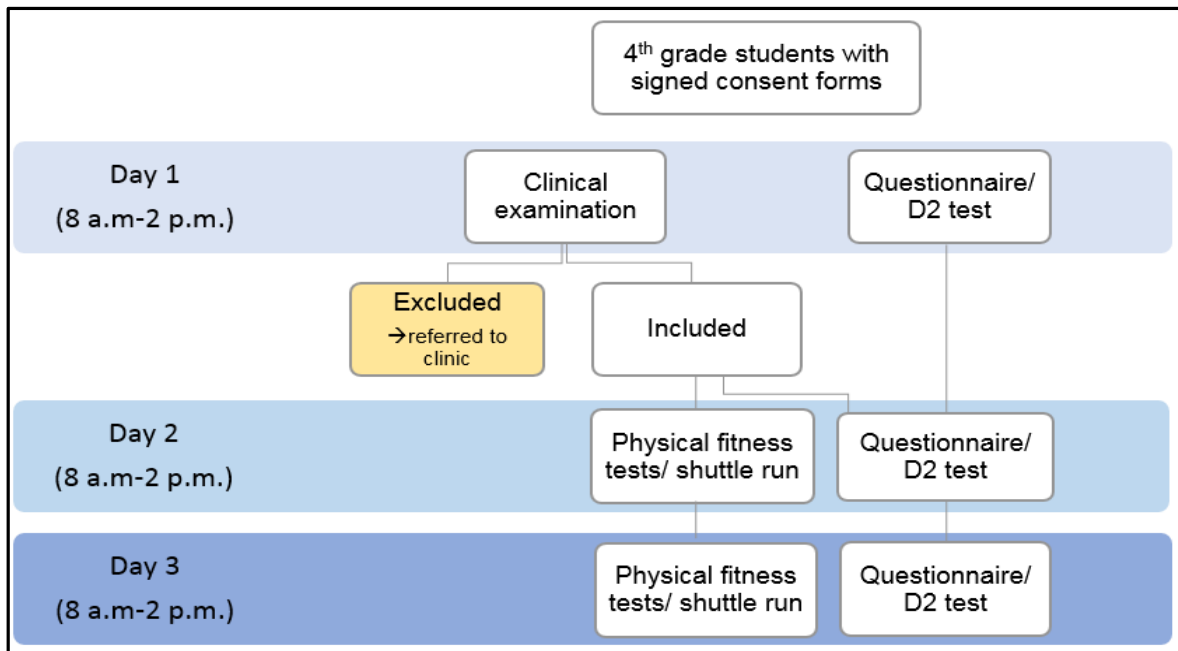 4th grade students with
signed consent forms
Day 1
(8 a.m-2 p.m.)
Clinical
examination
Questionnaire/
D2 test
Excluded
→referred to
clinic
Included
Day 2
(8 a.m-2 p.m.)
Physical fitness
tests/ shuttle run
Questionnaire/
D2 test
Day 3
(8 a.m-2 p.m.)
Physical fitness
tests/ shuttle run
Questionnaire/
D2 test